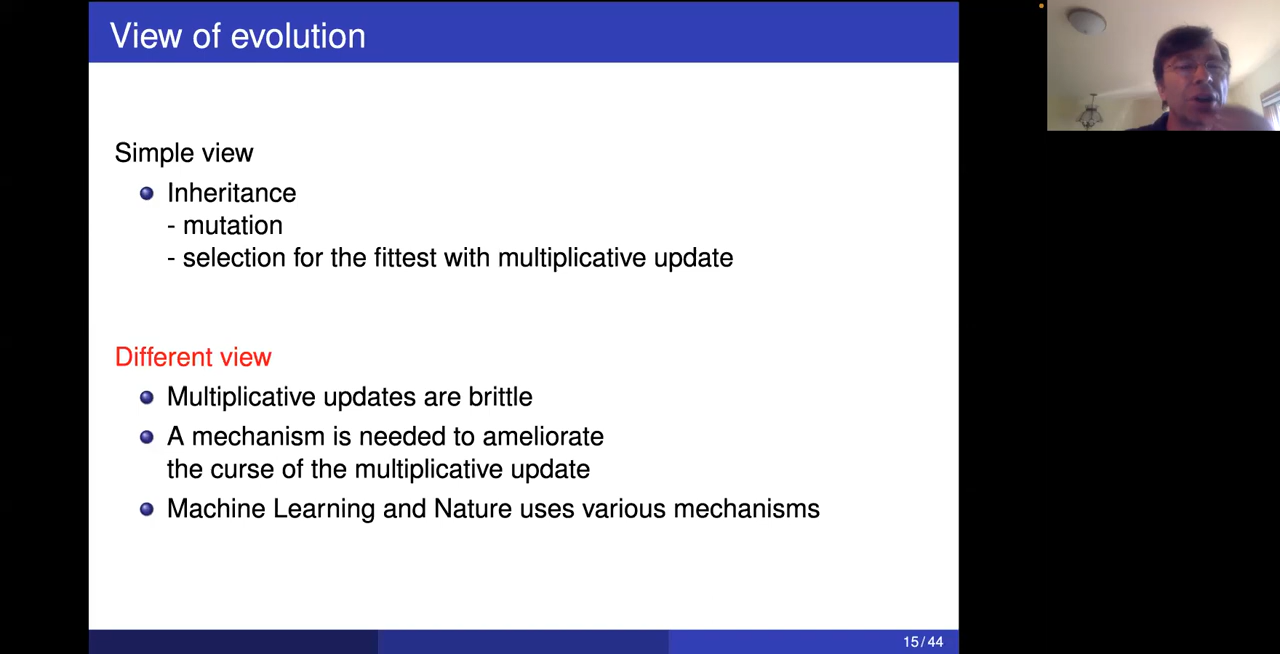 View of evolution
Simple view
Inheritance
- mutation
- selection for the fittest with multiplicative update
Different view
Multiplicative updates are brittle
A mechanism is needed to ameliorate
the curse of the multiplicative update
Machine Learning and Nature uses various mechanisms
15 / 44